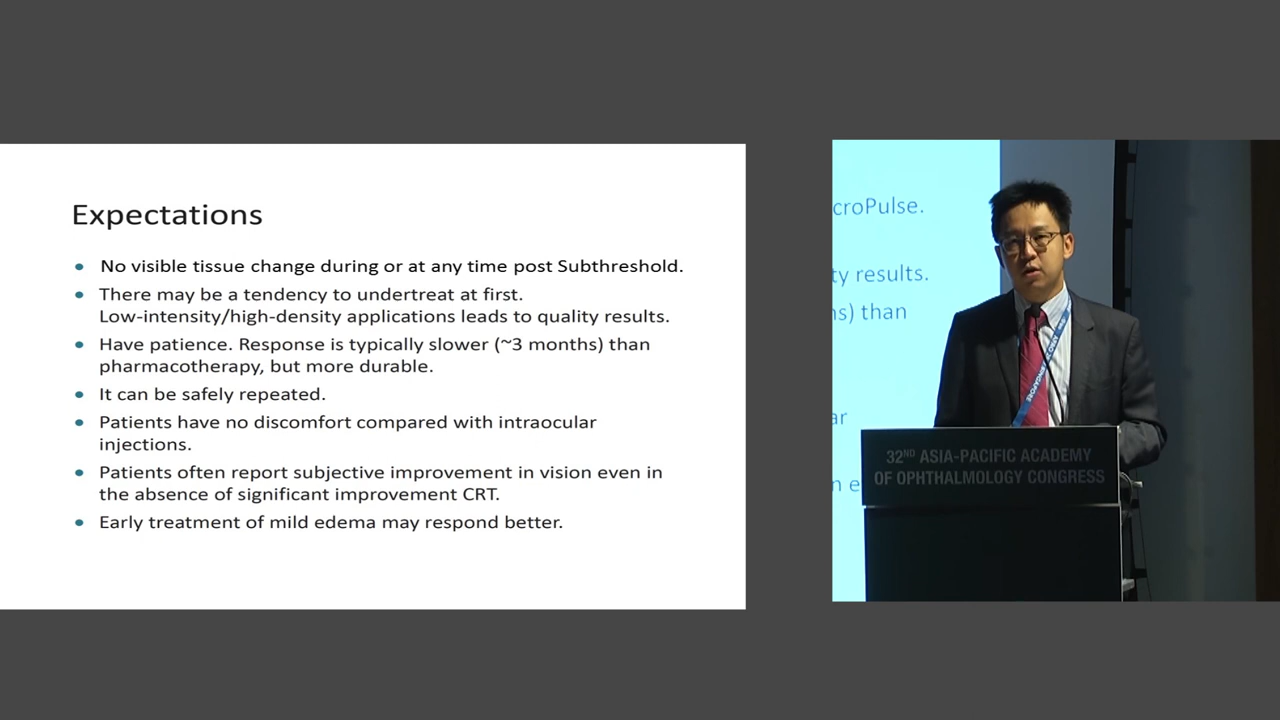 Expectations
No visible tissue change during or at any time post Subthreshold.
There may be a tendency to undertreat at first.
Low-intensity/high-density applications leads to quality results.
Have patience. Response is typically slower (~3 months) than
pharmacotherapy, but more durable.
It can be safely repeated.
Patients have no discomfort compared with intraocular
injections.
Patients often report subjective improvement in vision even in
the absence of significant improvement CRT.
Early treatment of mild edema may respond better.
croPulse.
ty results.
ns) than
ar
n e
32ND ASIA-PACIFIC ACADEMY
OF OPHTHALMOLOGY CONGRESS